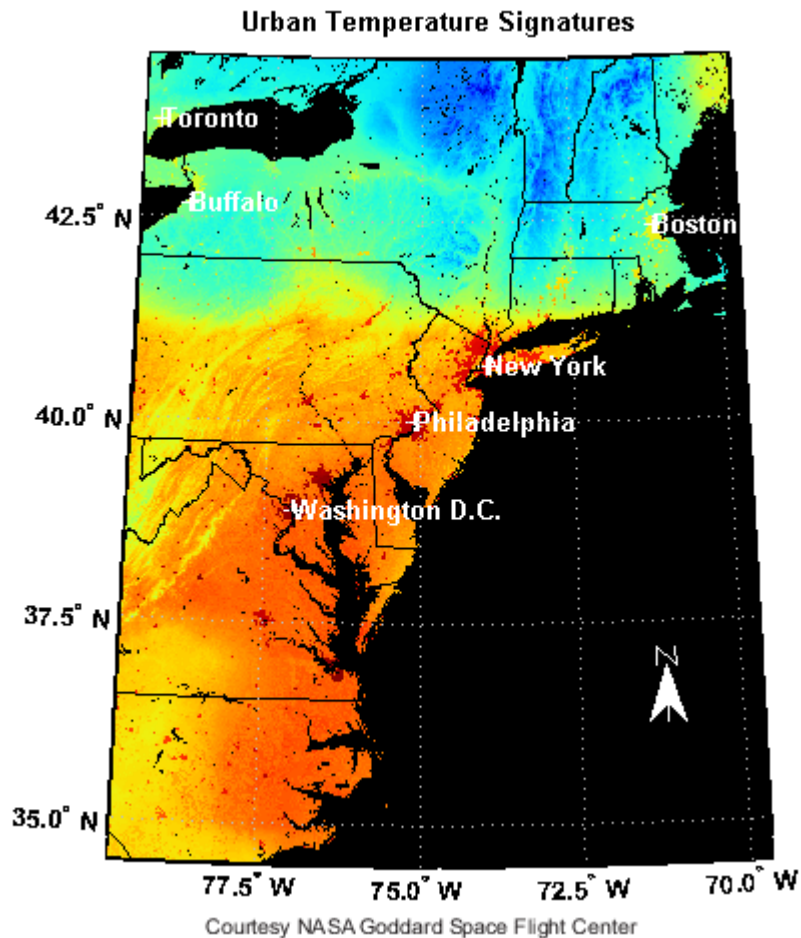 Urban Temperature Signatures
Toronto
Buffalo
42.5° N
Boston
New York
40.0° N
Philadelphia
Washington D.C.
37.5° N
N
35.0° N
77.5° W
75.0° W
72.5° W
70.0° W
Courtesy NASA Goddard Space Flight Center